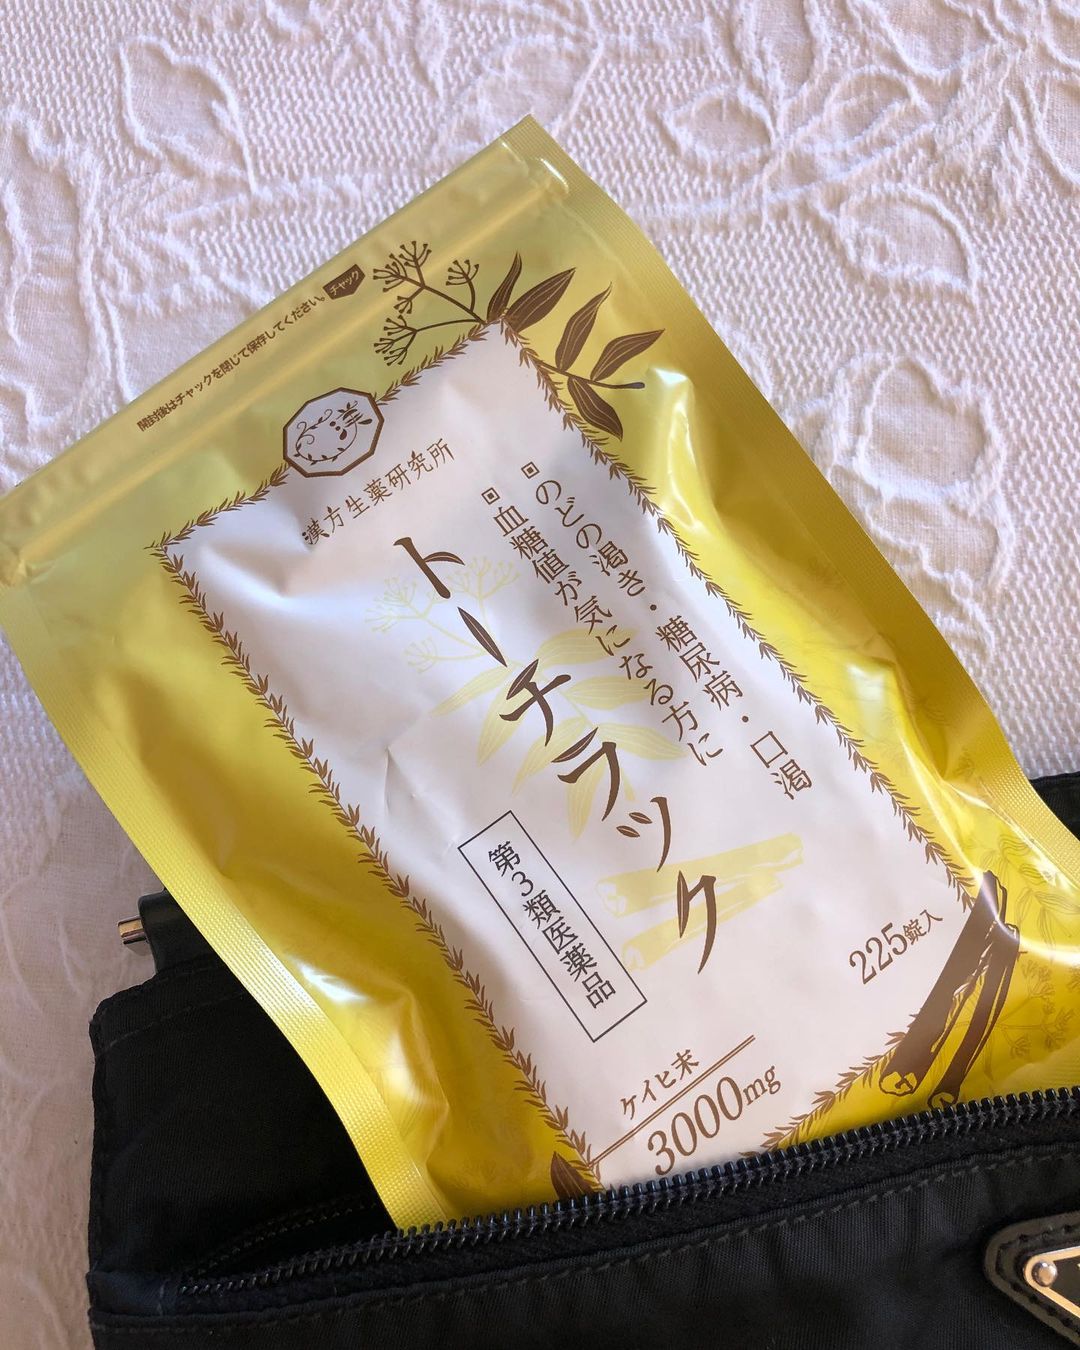 開封後はチャックを閉じて保存してください。
チャック
美
漢方生薬研究所
のどの渇き・糖尿病・口渇
血糖値が気になる方に
トーチラック
第3類医薬品
225錠入
ケイヒ末
3000mg